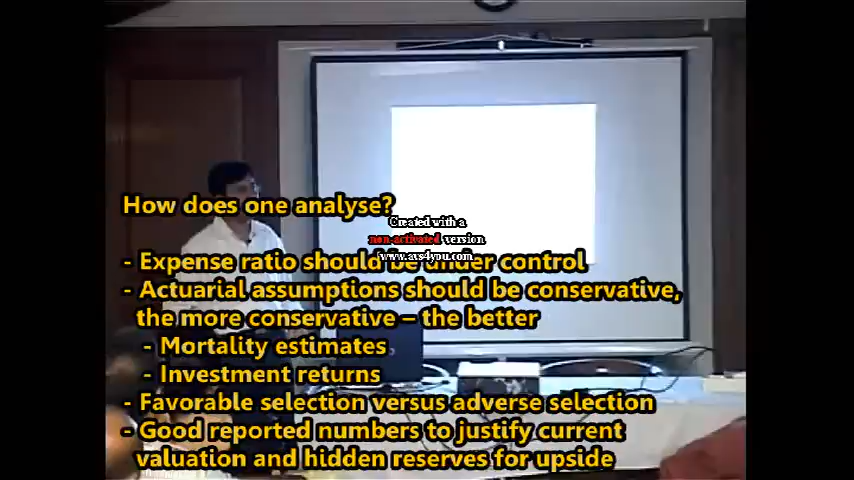 How does one analyse?
Created with a
non-activated version
www.avs4you.com
- Expense ratio should be under control
- Actuarial assumptions should be conservative,
the more conservative – the better
- Mortality estimates
- Investment returns
- Favorable selection versus adverse selection
- Good reported numbers to justify current
valuation and hidden reserves for upside